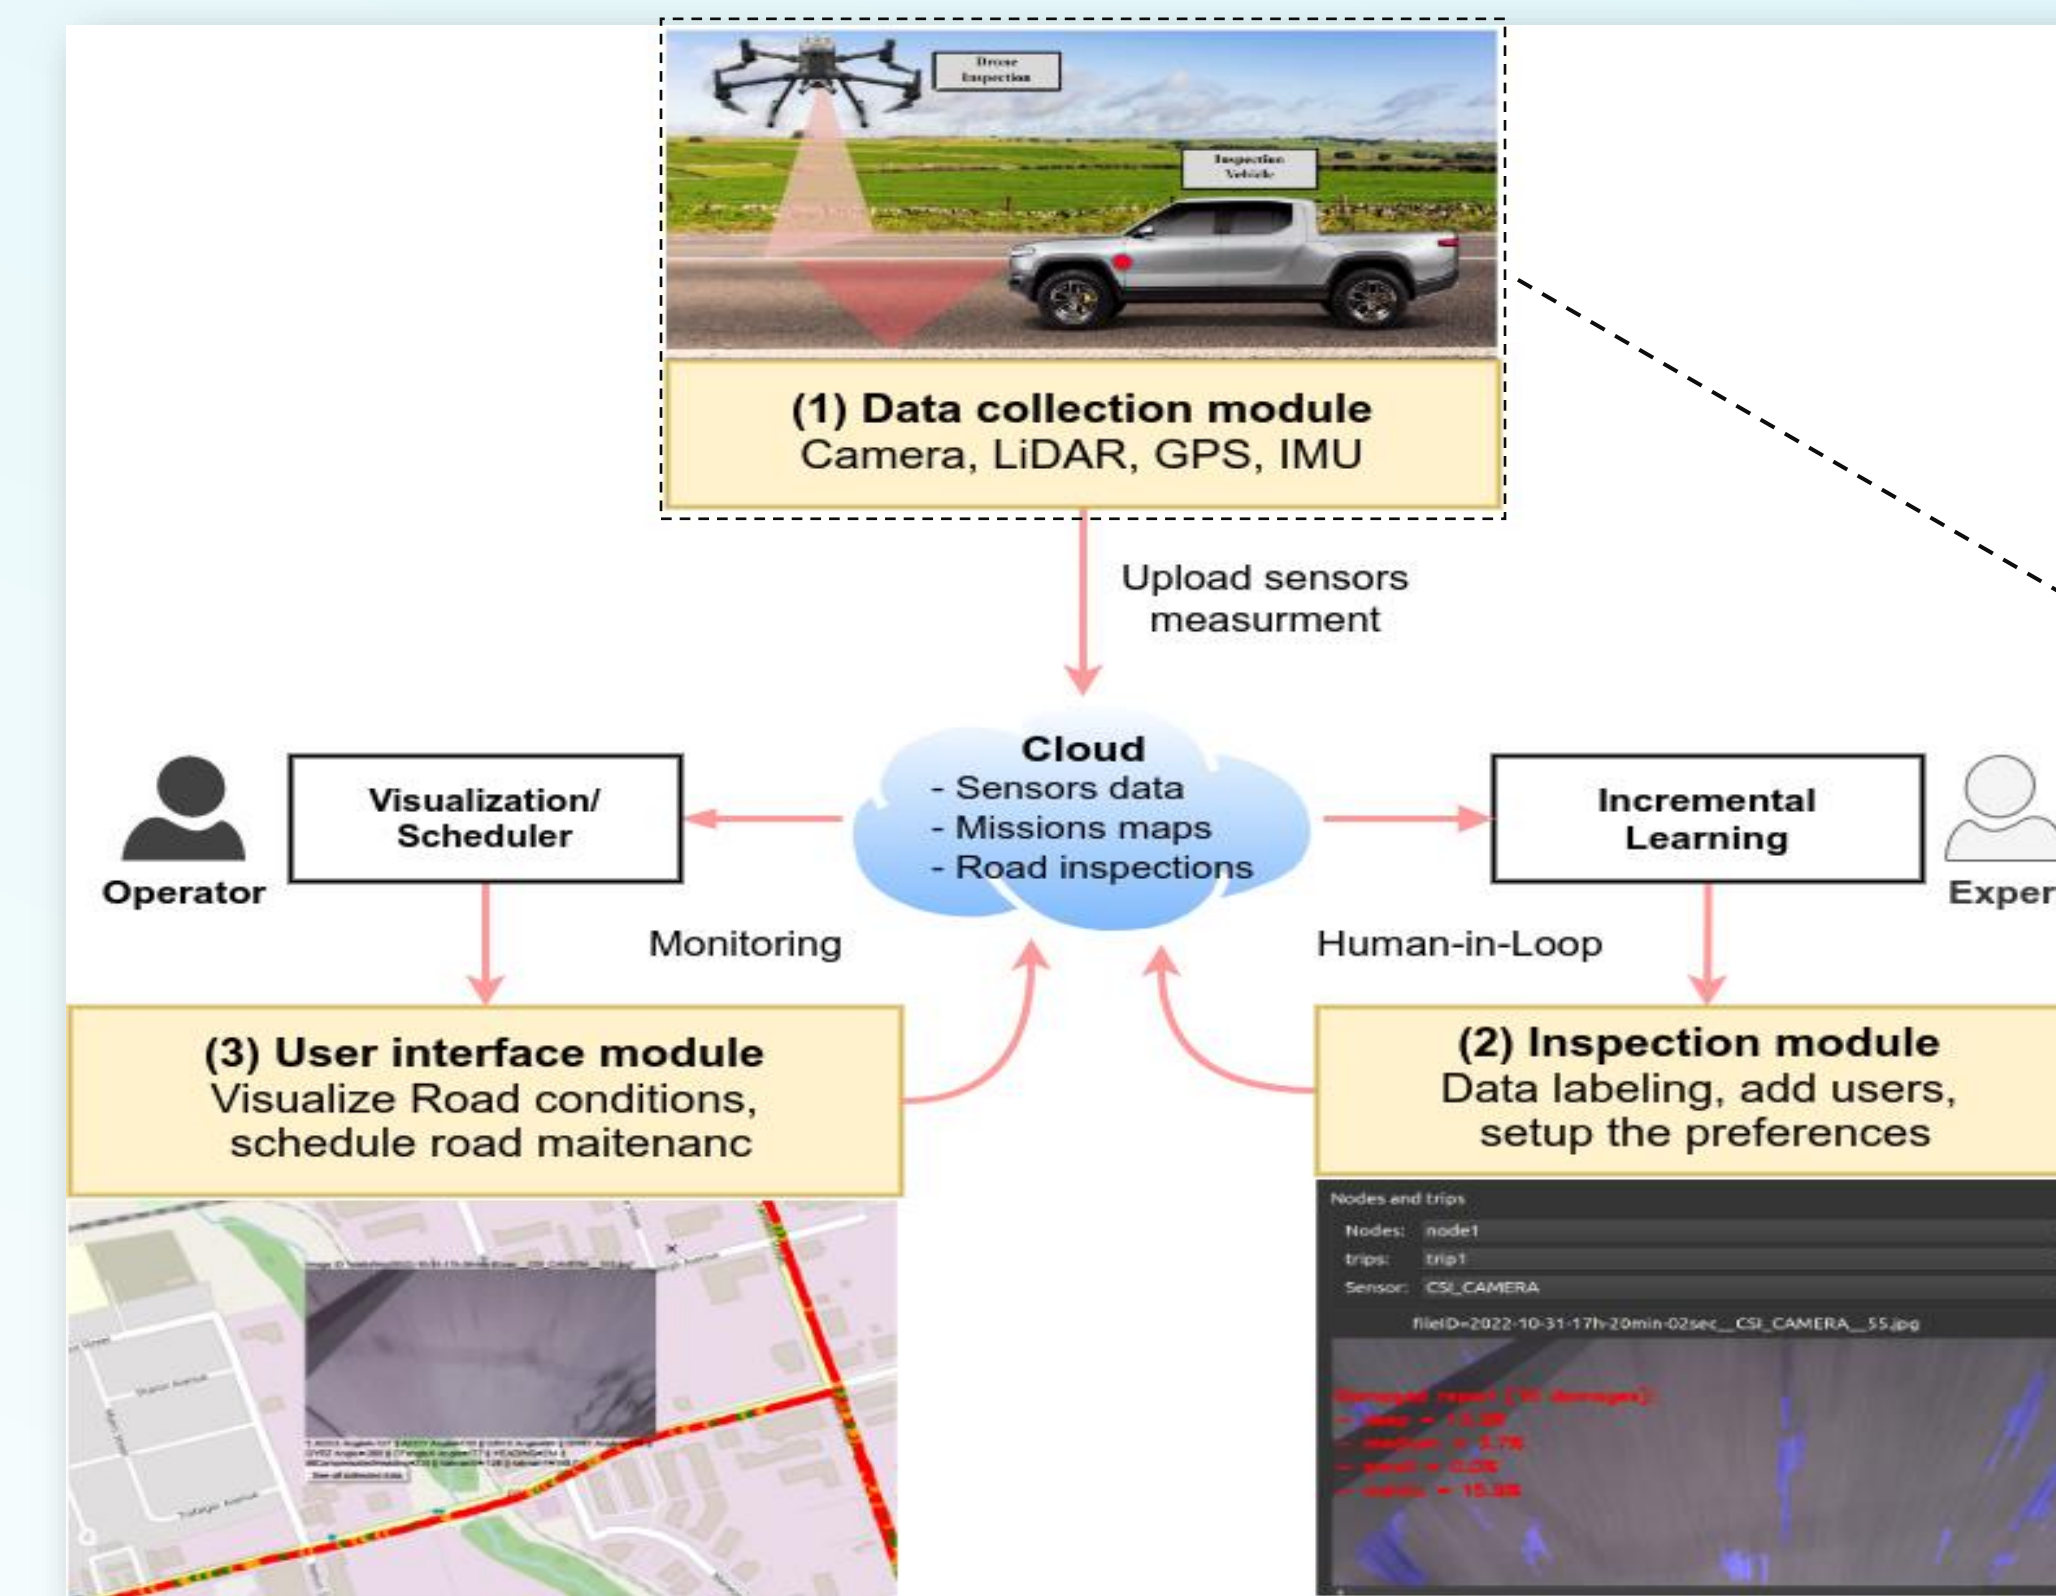 Drone
Inspection
Inspection
Vehicle
(1) Data collection module
Camera, LiDAR, GPS, IMU
Upload sensors
measurment
Cloud
- Sensors data
- Missions maps
- Road inspections
Visualization/
Scheduler
Operator
Incremental
Learning
Exper
Monitoring
Human-in-Loop
(3) User interface module
Visualize Road conditions,
schedule road maitenanc
(2) Inspection module
Data labeling, add users,
setup the preferences
Nodes and trips
Nodes: node1
trips: trip1
Sensor: CSI_CAMERA
fileID=2022-10-31-17h-20min-02sec__CSI_CAMERA__55.jpg
Trafalgar Avenue